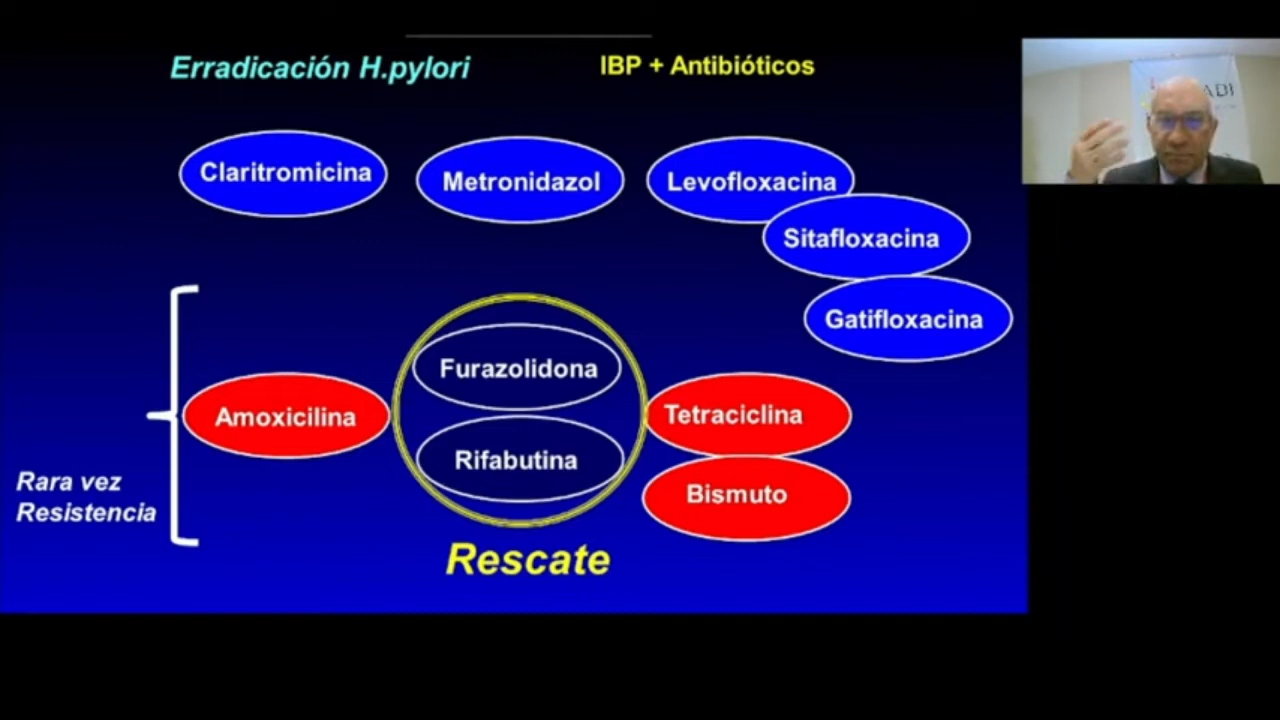 Erradicación H.pylori
IBP + Antibióticos
Claritromicina
Metronidazol
Levofloxacina
Sitafloxacina
Gatifloxacina
Furazolidona
Amoxicilina
Tetraciclina
Rifabutina
Bismuto
Rara vez
Resistencia
Rescate